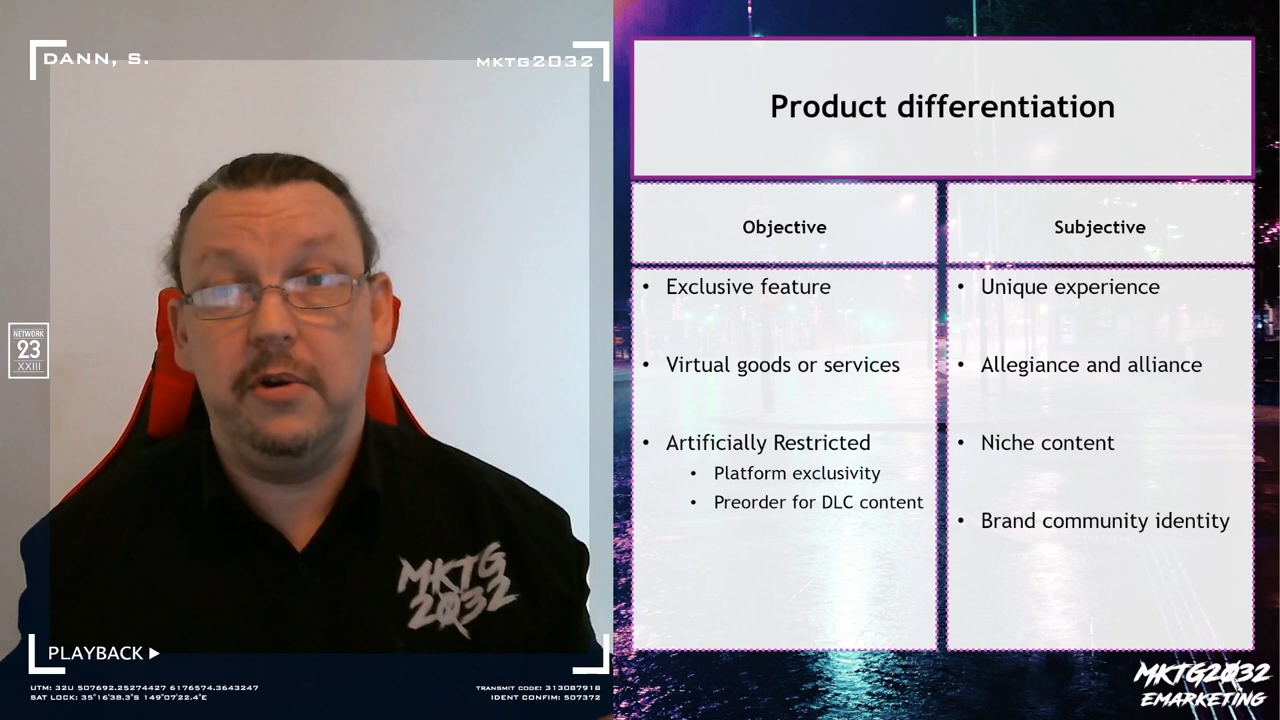 DANN, S.
MKTG2032
NETWORK
23
XXIII
MKTG
2032
PLAYBACK
UTM: 32U 507692.25274427 6176574.3643247
SAT LOCK: 35°16'38.3"S 149°07'22.4"E
TRANSMIT CODE: 313087918
IDENT CONFIM: 507372
Product differentiation
Objective
• Exclusive feature
• Virtual goods or services
• Artificially Restricted
• Platform exclusivity
• Preorder for DLC content
Subjective
• Unique experience
• Allegiance and alliance
• Niche content
• Brand community identity
MKTG2032
EMARKETING